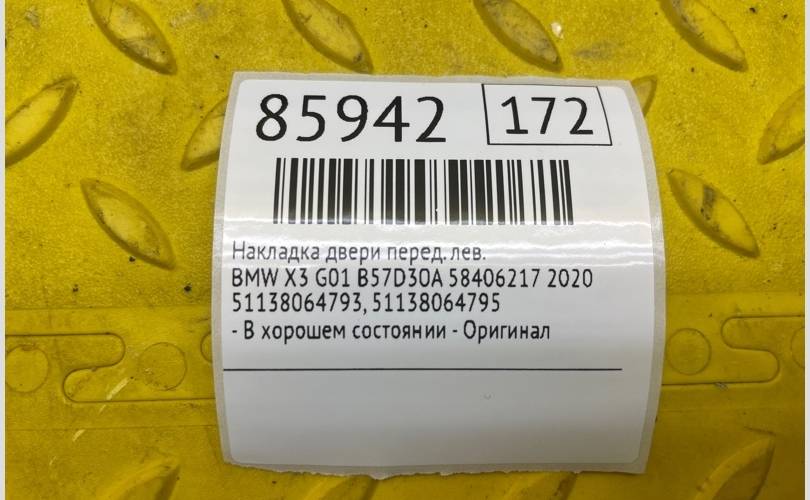 85942 172
Накладка двери перед. лев.
BMW X3 G01 B57D30A 58406217 2020
51138064793, 51138064795
- В хорошем состоянии - Оригинал